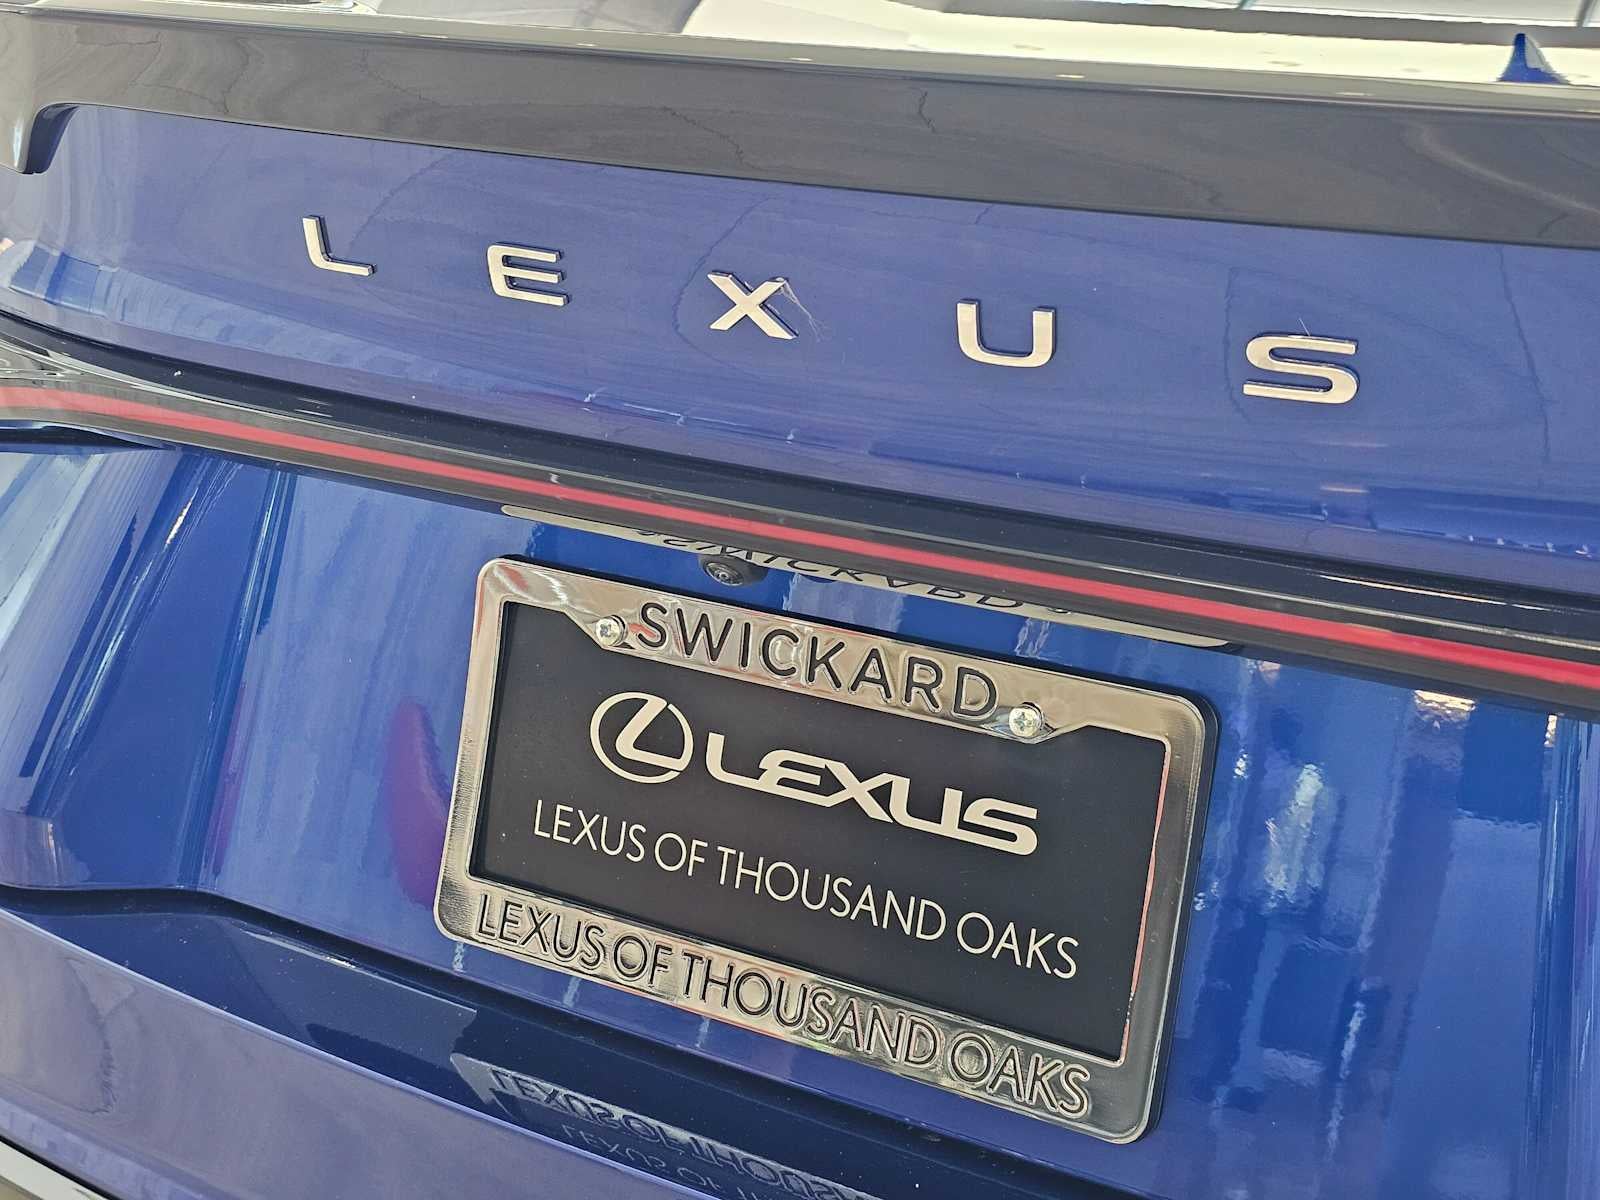 LEXUS
SWICKARD
LEXUS
LEXUS OF THOUSAND OAKS
LEXUS OF THOUSAND OAKS